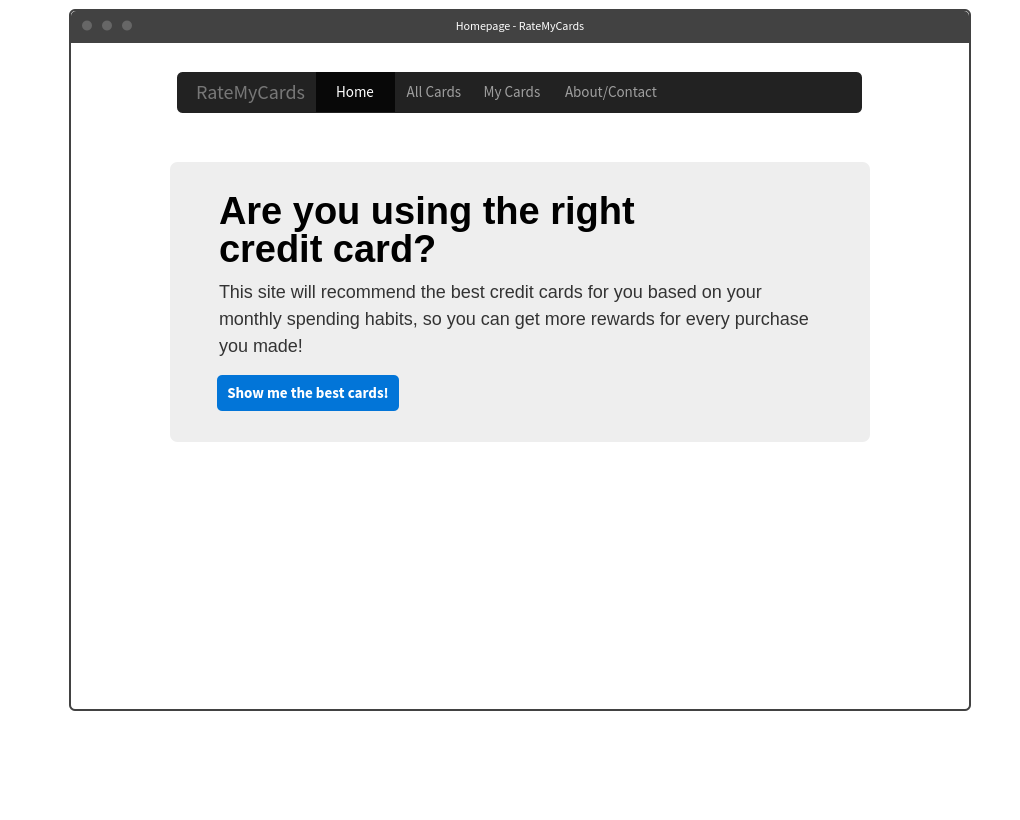 Homepage - RateMyCards
RateMyCards Home All Cards My Cards About/Contact
Are you using the right
credit card?
This site will recommend the best credit cards for you based on your
monthly spending habits, so you can get more rewards for every purchase
you made!
Show me the best cards!